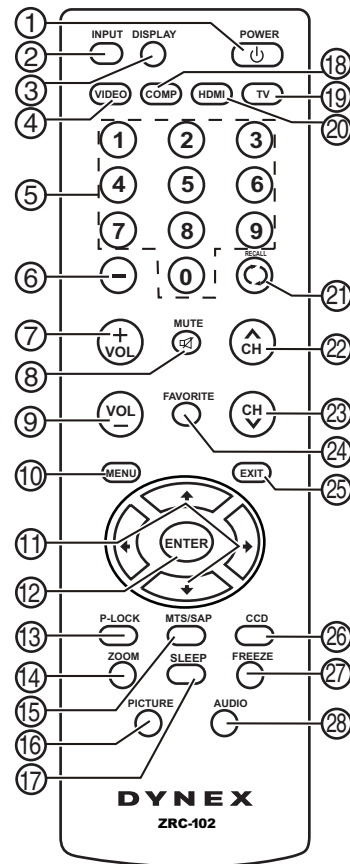 INPUT DISPLAY POWER
1
2
3
VIDEO COMP HDMI TV
4
18
19
20
1 2 3
5
4 5 6
7 8 9
6
− 0 RECALL
21
7
+ VOL
MUTE
8
CH
22
9
VOL −
FAVORITE
CH
23
24
10
MENU EXIT
25
11
ENTER
12
13
P-LOCK MTS/SAP CCD
26
ZOOM SLEEP FREEZE
14
27
15
PICTURE AUDIO
16
28
17
DYNEX
ZRC-102